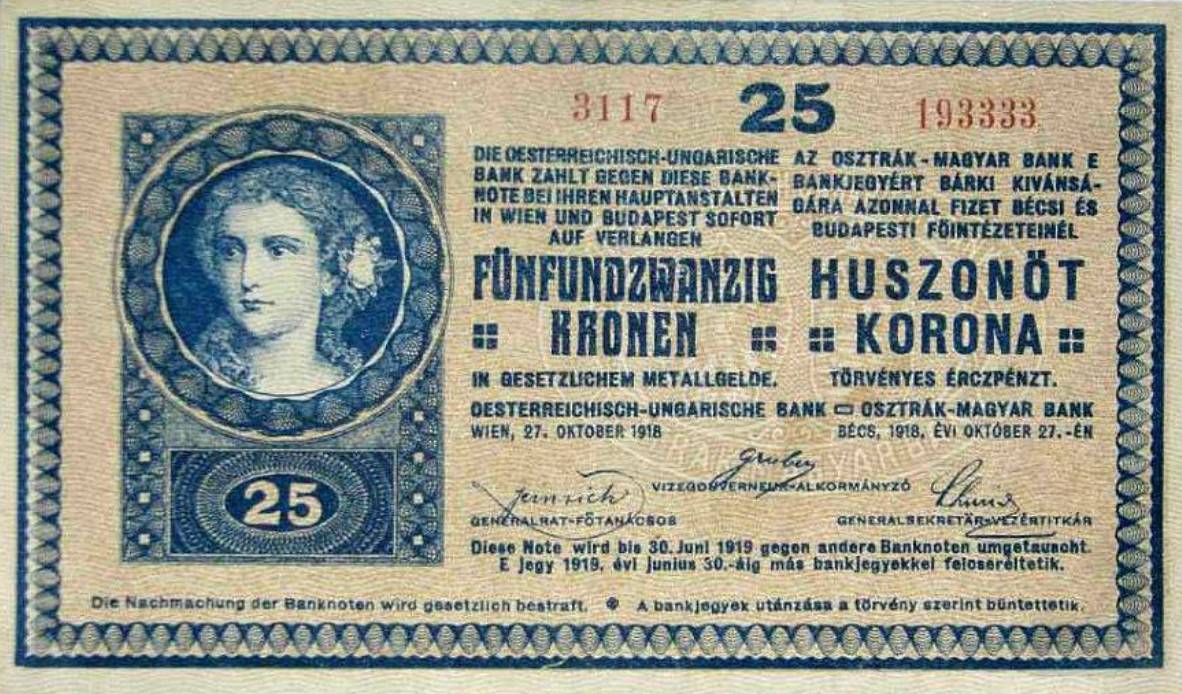 3117 25 193333
DIE OESTERREICHISCH-UNGARISCHE
BANK ZAHLT GEGEN DIESE BANK-
NOTE BEI IHREN HAUPTANSTALTEN
IN WIEN UND BUDAPEST SOFORT
AUF VERLANGEN
FÜNFUNDZWANZIG
KRONEN
IN GESETZLICHEM METALLGELDE.
AZ OSZTRÁK-MAGYAR BANK E
BANKJEGYÉRT BÁRKI KIVÁNSÁ-
GÁRA AZONNAL FIZET BÉCSI ÉS
BUDAPESTI FŐINTÉZETEINÉL
HUSZONÖT
KORONA
TÖRVÉNYES ÉRCZPÉNZT.
OESTERREICHISCH-UNGARISCHE BANK OSZTRÁK-MAGYAR BANK
WIEN, 27. OKTOBER 1918 BÉCS, 1918. ÉVI OKTÓBER 27.-ÉN
Gruber
VIZEGOUVERNEUR-ALKORMÁNYZÓ
GENERALRAT-FŐTANÁCSOS GENERALSEKRETÄR-VEZÉRTITKÁR
Diese Note wird bis 30. Juni 1919 gegen andere Banknoten umgetauscht.
E jegy 1919. évi junius 30.-áig más bankjegyekkel felcseréltetik.
25
Die Nachmachung der Banknoten wird gesetzlich bestraft. A bankjegyek utánzása a törvény szerint büntettetik.